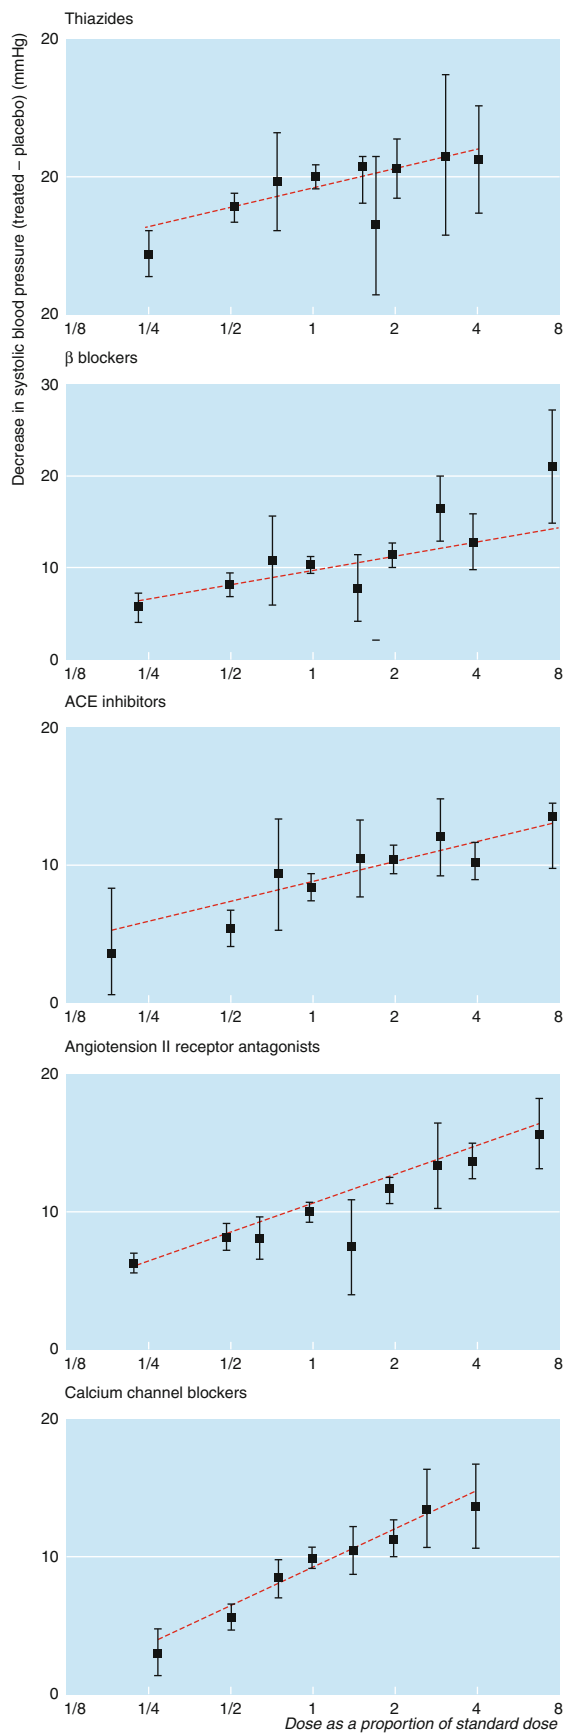 Thiazides
Decrease in systolic blood pressure (treated – placebo) (mmHg)
20
20
20
1/8 1/4 1/2 1 2 4 8
β blockers
30
20
10
0
1/8 1/4 1/2 1 2 4 8
ACE inhibitors
20
10
0
1/8 1/4 1/2 1 2 4 8
Angiotension II receptor antagonists
20
10
0
1/8 1/4 1/2 1 2 4 8
Calcium channel blockers
20
10
0
1/8 1/4 1/2 1 2 4 8
Dose as a proportion of standard dose